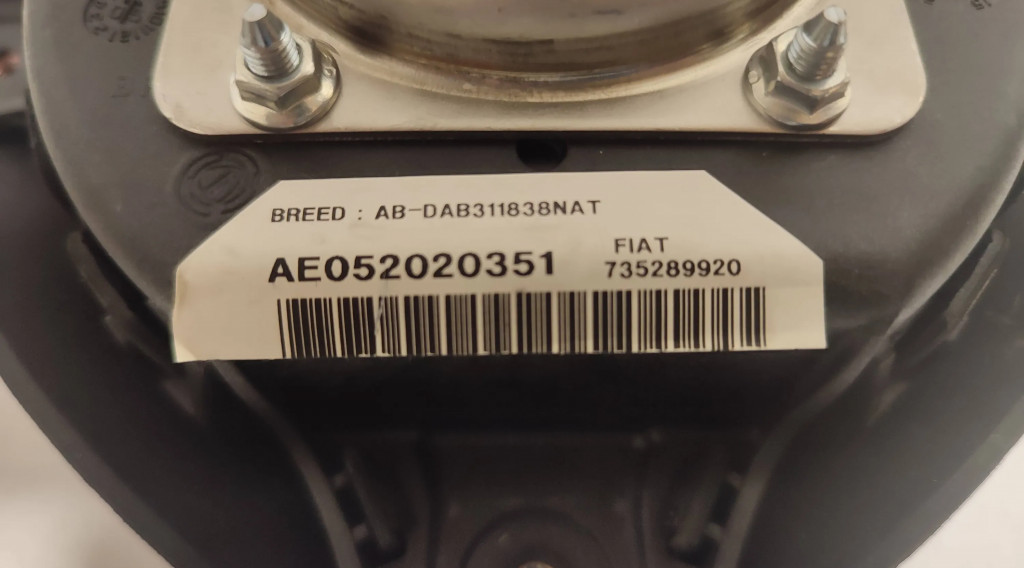 BREED : AB-DAB311838NAT
FIAT
AE052020351 735289920